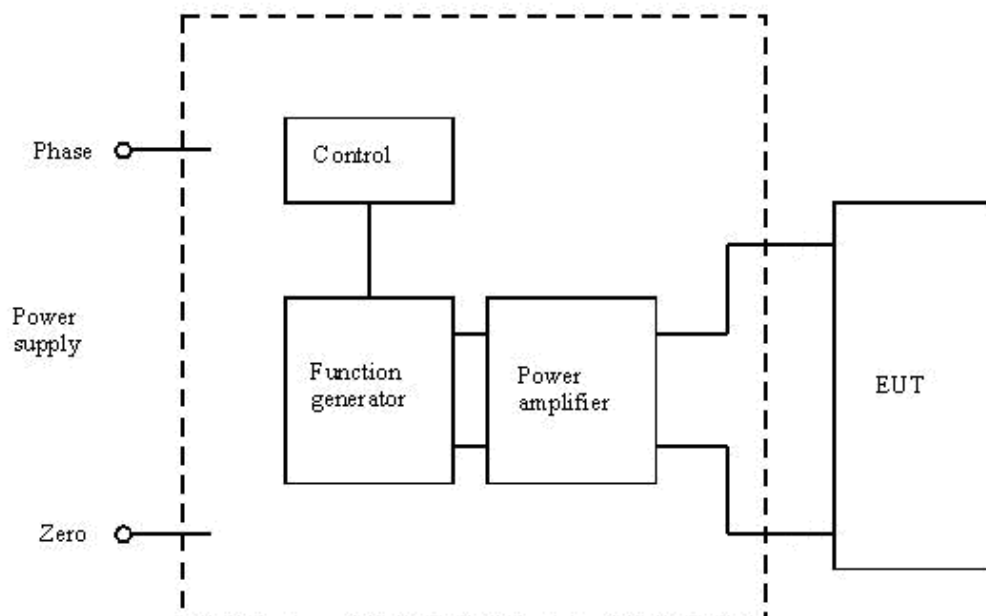 Phase
Control
Power
supply
Function
generator
Power
amplifier
EUT
Zero